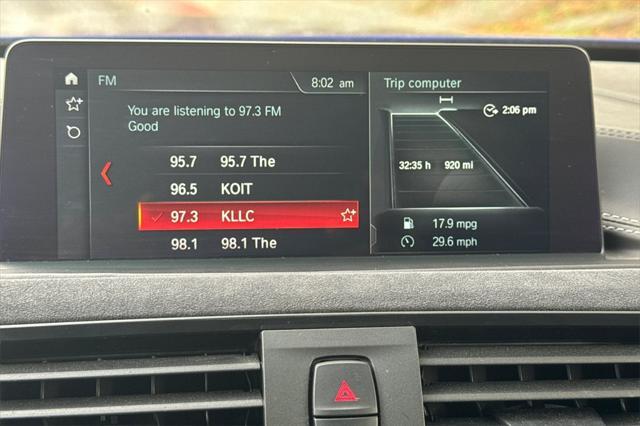 FM
8:02 am
You are listening to 97.3 FM
Good
95.7 95.7 The
96.5 KOIT
97.3 KLLC
98.1 98.1 The
Trip computer
2:06 pm
32:35 h 920 mi
17.9 mpg
29.6 mph